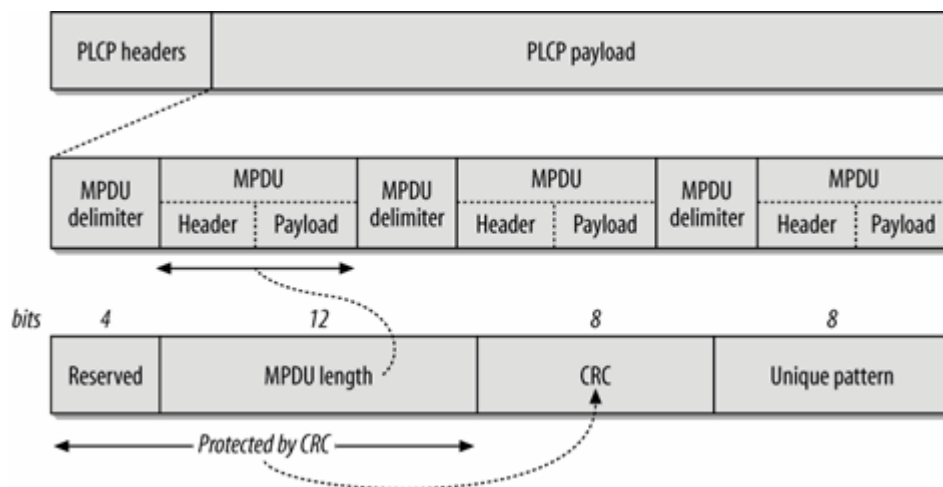 PLCP headers PLCP payload
MPDU delimiter MPDU Header Payload MPDU delimiter MPDU Header Payload MPDU delimiter MPDU Header Payload
bits 4 12 8 8
Reserved MPDU length CRC Unique pattern
Protected by CRC